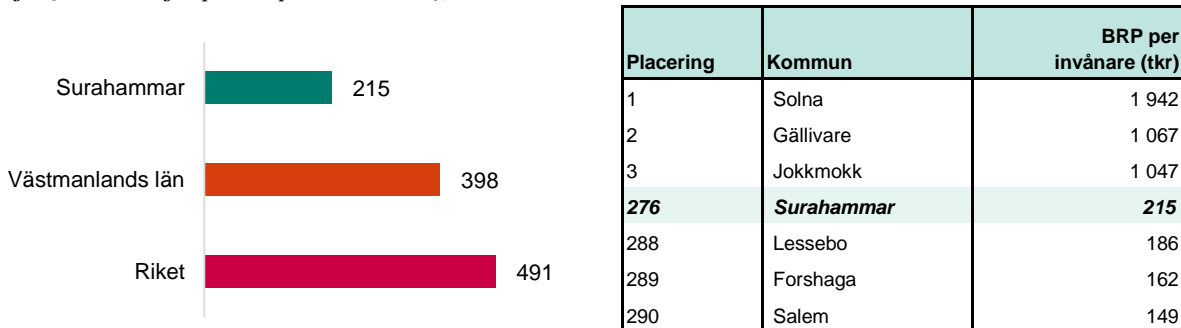 Surahammar 215
Västmanlands län 398
Riket 491
Placering Kommun BRP per invånare (tkr)
1 Solna 1 942
2 Gällivare 1 067
3 Jokkmokk 1 047
276 Surahammar 215
288 Lessebo 186
289 Forshaga 162
290 Salem 149